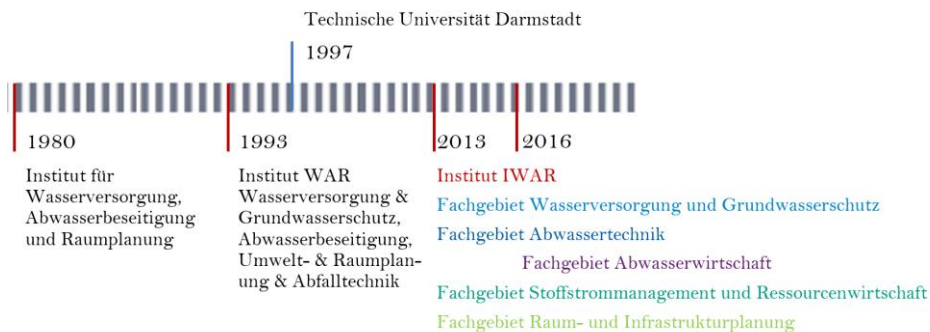 Technische Universität Darmstadt
1997
1980
1993
2013
2016
Institut für
Wasserversorgung,
Abwasserbeseitigung
und Raumplanung
Institut WAR
Wasserversorgung &
Grundwasserschutz,
Abwasserbeseitigung,
Umwelt- & Raumplan-
ung & Abfalltechnik
Institut IWAR
Fachgebiet Wasserversorgung und Grundwasserschutz
Fachgebiet Abwassertechnik
Fachgebiet Abwasserwirtschaft
Fachgebiet Stoffstrommanagement und Ressourcenwirtschaft
Fachgebiet Raum- und Infrastrukturplanung